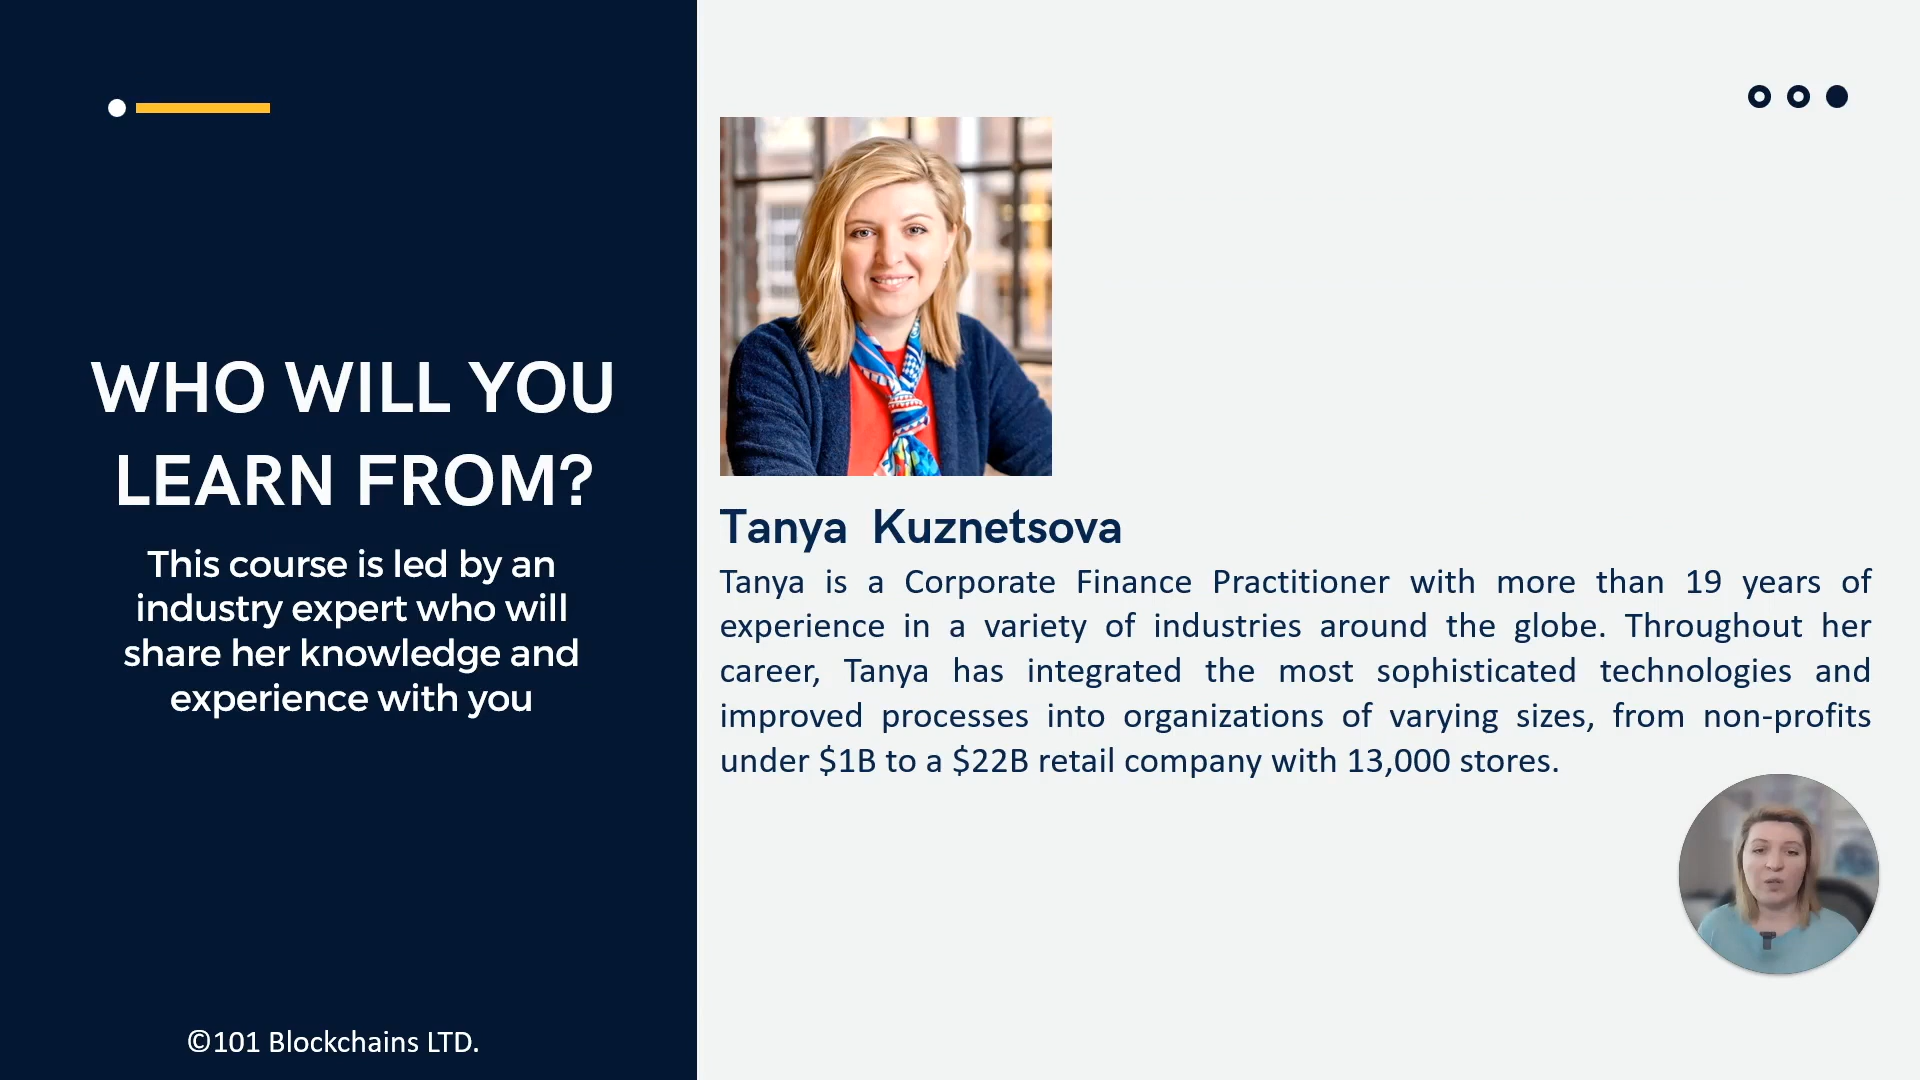 WHO WILL YOU
LEARN FROM?
This course is led by an
industry expert who will
share her knowledge and
experience with you
©101 Blockchains LTD.
Tanya Kuznetsova
Tanya is a Corporate Finance Practitioner with more than 19 years of
experience in a variety of industries around the globe. Throughout her
career, Tanya has integrated the most sophisticated technologies and
improved processes into organizations of varying sizes, from non-profits
under $1B to a $22B retail company with 13,000 stores.